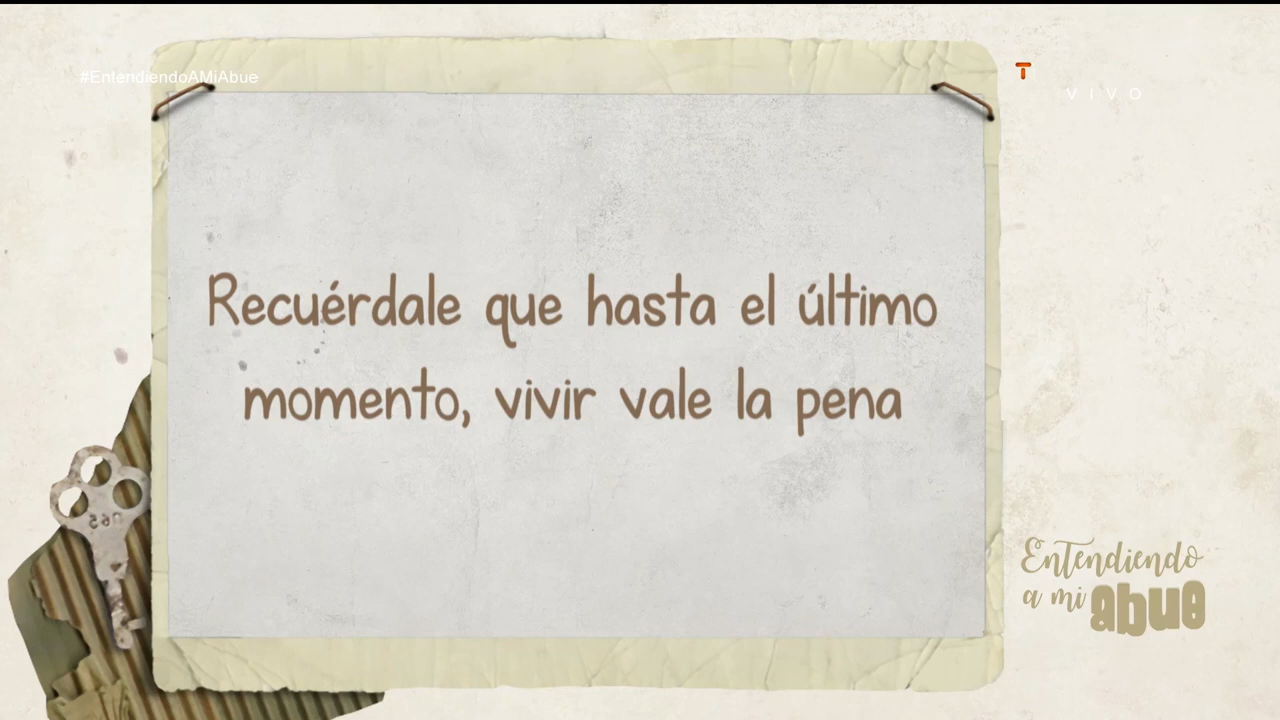 #EntendiendoAMiAbue
T
VIVO
Recuérdale que hasta el último
momento, vivir vale la pena
Entendiendo
a mi abue